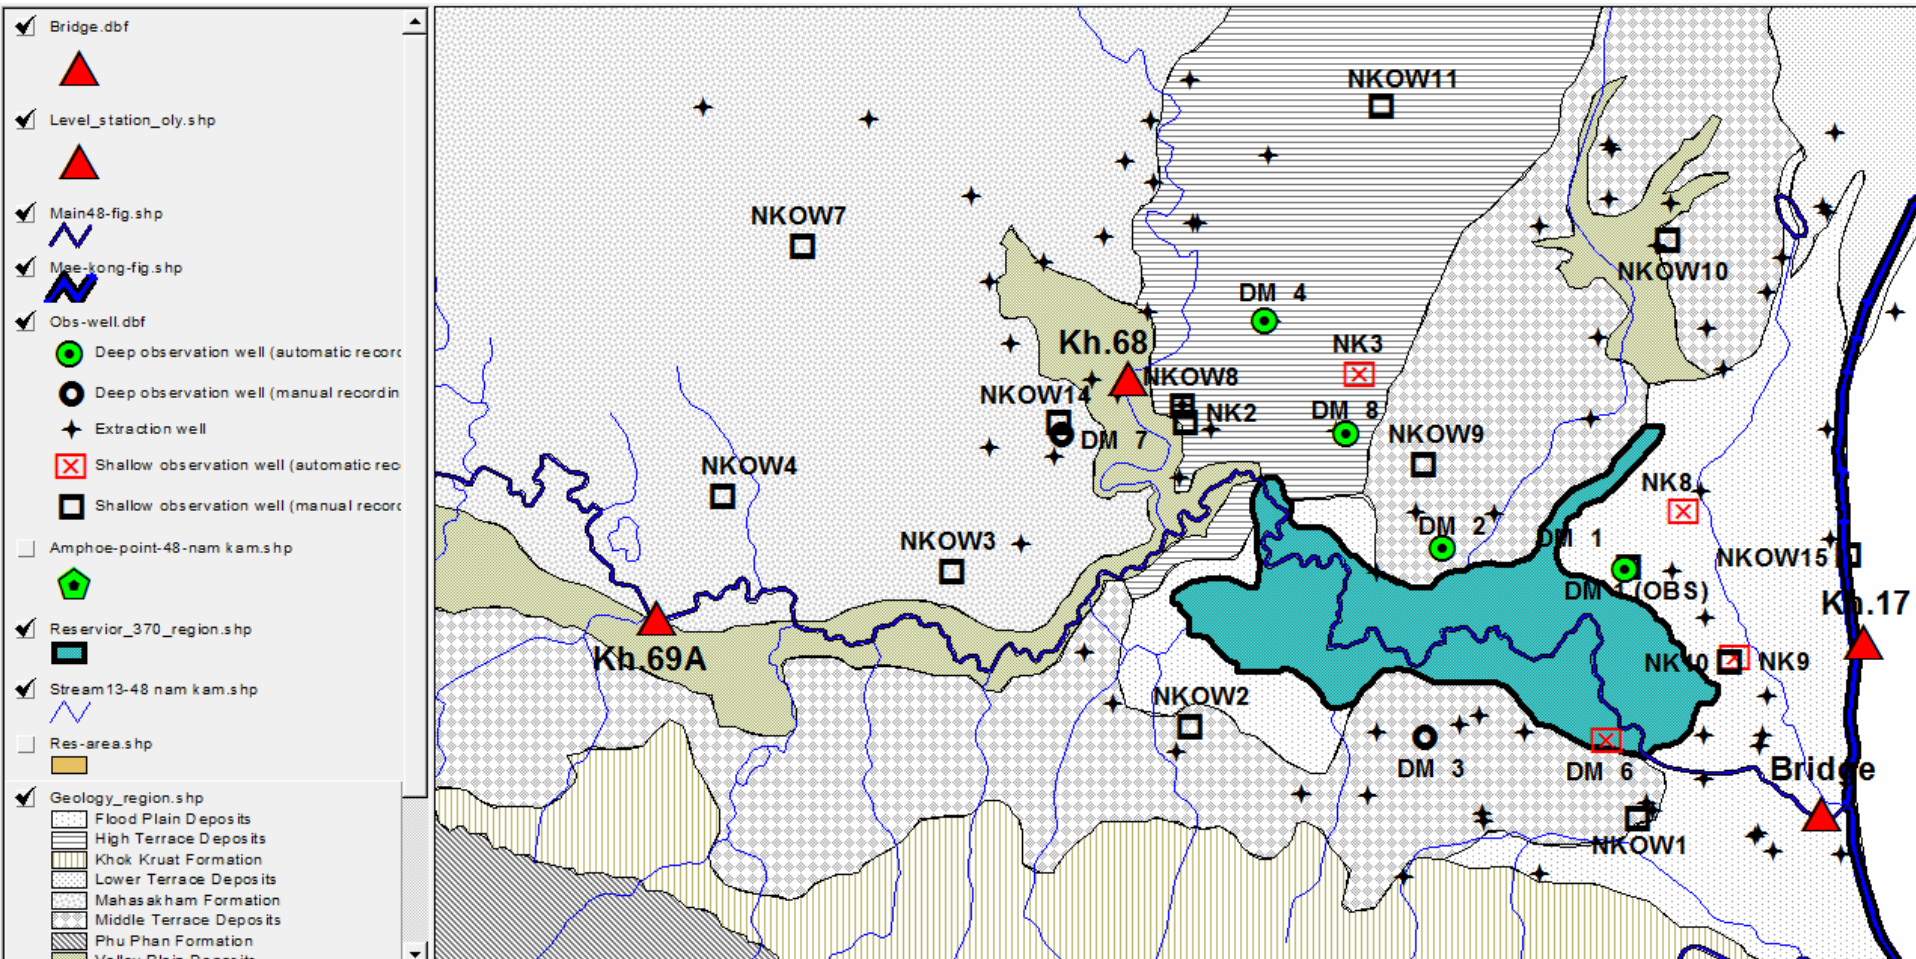 Bridge.dbf
Level_station_oly.shp
Main48-fig.shp
Mae-kong-fig.shp
Obs-well.dbf
Deep observation well (automatic recorc
Deep observation well (manual recordin
Extraction well
Shallow observation well (automatic rec
Shallow observation well (manual recorc
Amphoe-point-48-nam kam.shp
Reservior_370_region.shp
Stream13-48 nam kam.shp
Res-area.shp
Geology_region.shp
Flood Plain Deposits
High Terrace Deposits
Khok Kruat Formation
Lower Terrace Deposits
Mahasakham Formation
Middle Terrace Deposits
Phu Phan Formation
Valley Plain Deposits
NKOW11
NKOW7
NKOW10
DM 4
Kh.68
NK3
NKOW8
NKOW14
NK2
DM 8
DM 7
NKOW9
NKOW4
NK8
DM 2
DM 1
NKOW3
NKOW15
DM 1 (OBS)
Kh.17
Kh.69A
NK10
NK9
NKOW2
DM 3
DM 6
Bridge
NKOW1